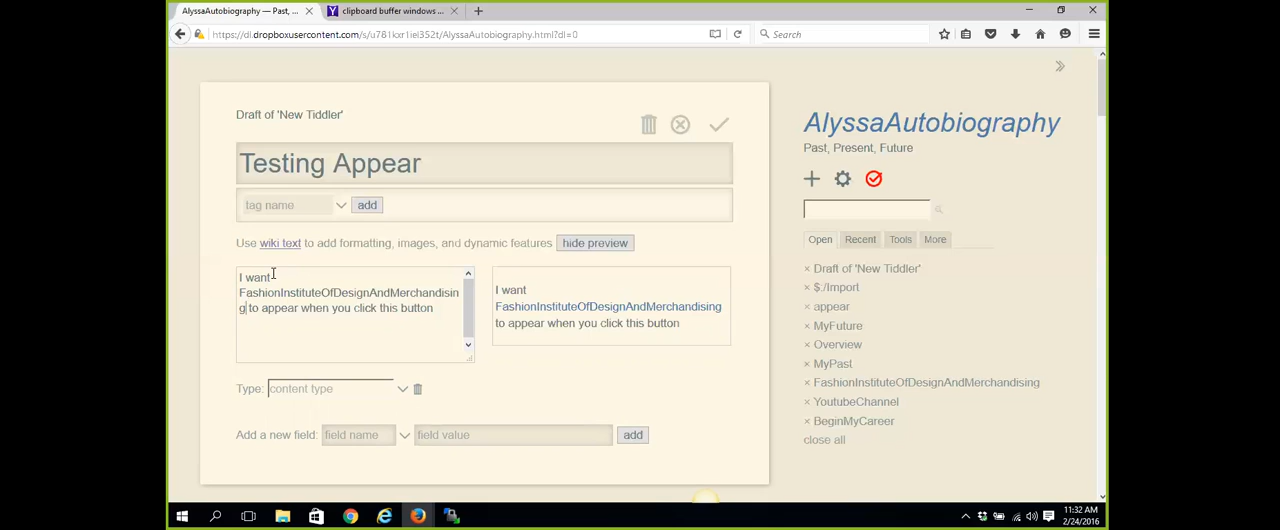 AlyssaAutobiography — Past, ...
clipboard buffer windows ...
https://dl.dropboxusercontent.com/s/u781kxr1iei352t/AlyssaAutobiography.html?dl=0
Search
Draft of 'New Tiddler'
Testing Appear
tag name
add
Use wiki text to add formatting, images, and dynamic features
hide preview
I want
FashionInstituteOfDesignAndMerchandisin
g to appear when you click this button
I want
FashionInstituteOfDesignAndMerchandising
to appear when you click this button
Type:
content type
Add a new field:
field name
field value
add
AlyssaAutobiography
Past, Present, Future
Open
Recent
Tools
More
× Draft of 'New Tiddler'
× $:/Import
× appear
× MyFuture
× Overview
× MyPast
× FashionInstituteOfDesignAndMerchandising
× YoutubeChannel
× BeginMyCareer
close all
11:32 AM
2/24/2016